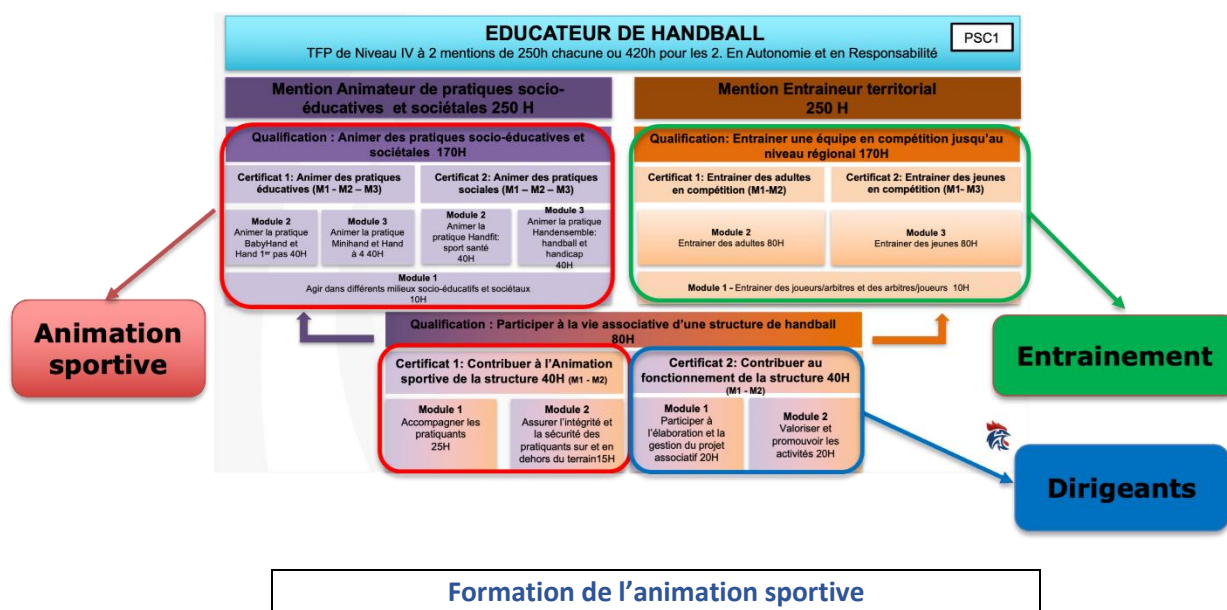 EDUCATEUR DE HANDBALL
PSC1
TFP de Niveau IV à 2 mentions de 250h chacune ou 420h pour les 2. En Autonomie et en Responsabilité
Mention Animateur de pratiques socio-
éducatives et sociétales 250 H
Mention Entraineur territorial
250 H
Qualification : Animer des pratiques socio-éducatives et
sociétales 170H
Qualification: Entrainer une équipe en compétition jusqu'au
niveau régional 170H
Certificat 1: Animer des pratiques
éducatives (M1 - M2 – M3)
Certificat 2: Animer des pratiques
sociales (M1 – M2 – M3)
Certificat 1: Entrainer des adultes
en compétition (M1-M2)
Certificat 2: Entrainer des jeunes
en compétition (M1- M3)
Module 2
Animer la pratique
BabyHand et
Hand 1er pas 40H
Module 3
Animer la pratique
Minihand et Hand
à 4 40H
Module 2
Animer la
pratique Handfit:
sport santé
40H
Module 3
Animer la pratique
Handensemble:
handball et
handicap
40H
Module 2
Entrainer des adultes 80H
Module 3
Entrainer des jeunes 80H
Module 1
Agir dans différents milieux socio-éducatifs et sociétaux
10H
Module 1 - Entrainer des joueurs/arbitres et des arbitres/joueurs 10H
Animation
sportive
Entrainement
Qualification : Participer à la vie associative d'une structure de handball
80H
Certificat 1: Contribuer à l'Animation
sportive de la structure 40H (M1 - M2)
Certificat 2: Contribuer au
fonctionnement de la structure 40H
(M1 - M2)
Module 1
Accompagner les
pratiquants
25H
Module 2
Assurer l'intégrité et
la sécurité des
pratiquants sur et en
dehors du terrain15H
Module 1
Participer à
l'élaboration et la
gestion du projet
associatif 20H
Module 2
Valoriser et
promouvoir les
activités 20H
Dirigeants
Formation de l'animation sportive